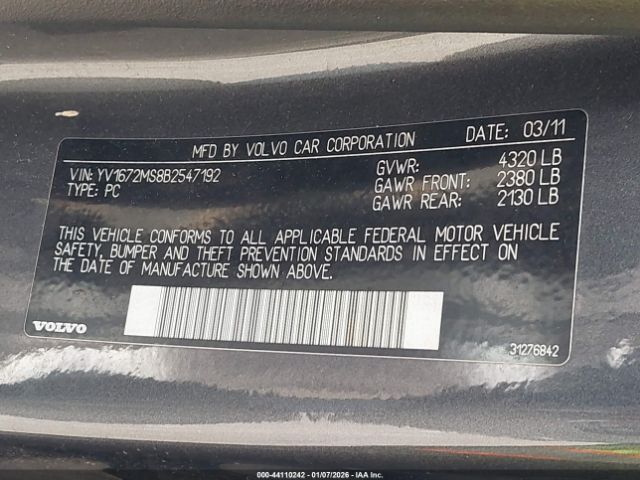 MFD BY VOLVO CAR CORPORATION DATE: 03/11
VIN: YV1672MS8B2547192 GVWR: 4320 LB
TYPE: PC GAWR FRONT: 2380 LB
GAWR REAR: 2130 LB
THIS VEHICLE CONFORMS TO ALL APPLICABLE FEDERAL MOTOR VEHICLE
SAFETY, BUMPER AND THEFT PREVENTION STANDARDS IN EFFECT ON
THE DATE OF MANUFACTURE SHOWN ABOVE.
VOLVO 31276842
000-44110242 - 01/07/2026 - IAA Inc.